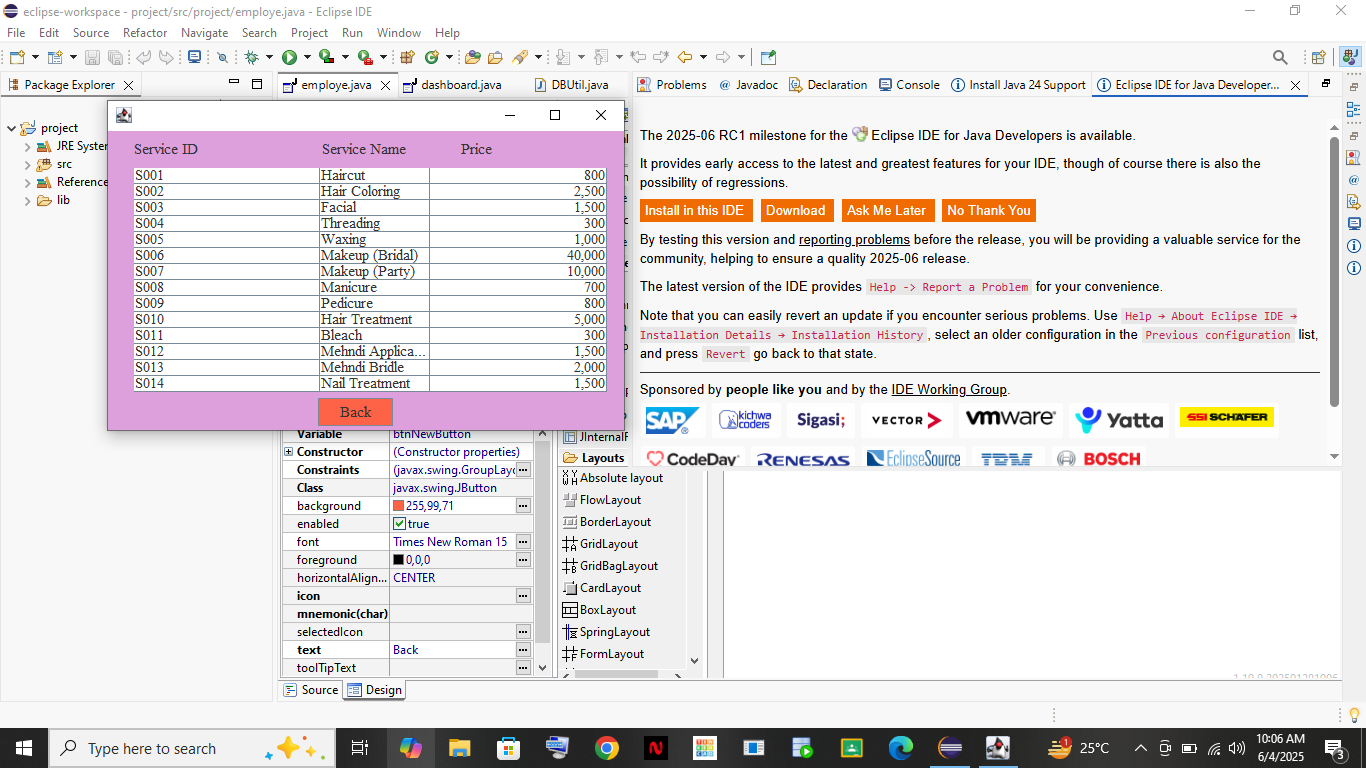 eclipse-workspace - project/src/project/employe.java - Eclipse IDE
File Edit Source Refactor Navigate Search Project Run Window Help
Package Explorer
employe.java
dashboard.java
DBUtil.java
Problems
@ Javadoc
Declaration
Console
Install Java 24 Support
Eclipse IDE for Java Developer...
project
JRE Syster
src
Reference
lib
Service ID Service Name Price
S001 Haircut 800
S002 Hair Coloring 2,500
S003 Facial 1,500
S004 Threading 300
S005 Waxing 1,000
S006 Makeup (Bridal) 40,000
S007 Makeup (Party) 10,000
S008 Manicure 700
S009 Pedicure 800
S010 Hair Treatment 5,000
S011 Bleach 300
S012 Mehndi Applica... 1,500
S013 Mehndi Bridle 2,000
S014 Nail Treatment 1,500
Back
The 2025-06 RC1 milestone for the Eclipse IDE for Java Developers is available.
It provides early access to the latest and greatest features for your IDE, though of course there is also the
possibility of regressions.
Install in this IDE Download Ask Me Later No Thank You
By testing this version and reporting problems before the release, you will be providing a valuable service for the
community, helping to ensure a quality 2025-06 release.
The latest version of the IDE provides Help -> Report a Problem for your convenience.
Note that you can easily revert an update if you encounter serious problems. Use Help → About Eclipse IDE →
Installation Details → Installation History , select an older configuration in the Previous configuration list,
and press Revert go back to that state.
Sponsored by people like you and by the IDE Working Group.
SAP kichwa coders Sigasi; VECTOR vmware Yatta SSI SCHÄFER
CodeDay RENESAS EclipseSource BOSCH
Variable btnNewButton
Constructor (Constructor properties)
Constraints (javax.swing.GroupLayo
Class javax.swing.JButton
background 255,99,71
enabled true
font Times New Roman 15
foreground 0,0,0
horizontalAlign... CENTER
icon
mnemonic(char)
selectedIcon
text Back
toolTipText
JInternalF
Layouts
Absolute layout
FlowLayout
BorderLayout
GridLayout
GridBagLayout
CardLayout
BoxLayout
SpringLayout
FormLayout
Source Design
Type here to search
25°C
10:06 AM
6/4/2025
3